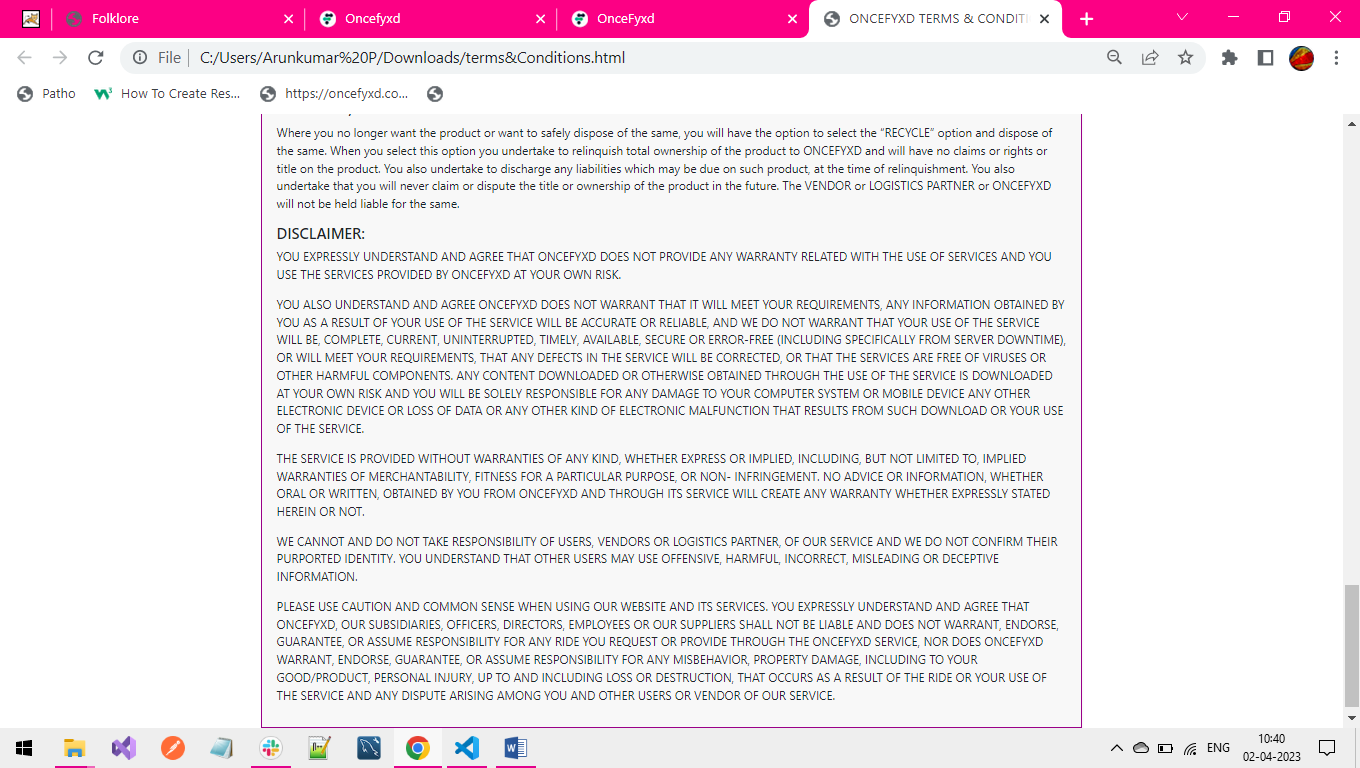 Folklore
Oncefyxd
OnceFyxd
ONCEFYXD TERMS & CONDITI
File
C:/Users/Arunkumar%20P/Downloads/terms&Conditions.html
Patho
How To Create Res...
https://oncefyxd.co...
Where you no longer want the product or want to safely dispose of the same, you will have the option to select the “RECYCLE” option and dispose of
the same. When you select this option you undertake to relinquish total ownership of the product to ONCEFYXD and will have no claims or rights or
title on the product. You also undertake to discharge any liabilities which may be due on such product, at the time of relinquishment. You also
undertake that you will never claim or dispute the title or ownership of the product in the future. The VENDOR or LOGISTICS PARTNER or ONCEFYXD
will not be held liable for the same.
DISCLAIMER:
YOU EXPRESSLY UNDERSTAND AND AGREE THAT ONCEFYXD DOES NOT PROVIDE ANY WARRANTY RELATED WITH THE USE OF SERVICES AND YOU
USE THE SERVICES PROVIDED BY ONCEFYXD AT YOUR OWN RISK.
YOU ALSO UNDERSTAND AND AGREE ONCEFYXD DOES NOT WARRANT THAT IT WILL MEET YOUR REQUIREMENTS, ANY INFORMATION OBTAINED BY
YOU AS A RESULT OF YOUR USE OF THE SERVICE WILL BE ACCURATE OR RELIABLE, AND WE DO NOT WARRANT THAT YOUR USE OF THE SERVICE
WILL BE, COMPLETE, CURRENT, UNINTERRUPTED, TIMELY, AVAILABLE, SECURE OR ERROR-FREE (INCLUDING SPECIFICALLY FROM SERVER DOWNTIME),
OR WILL MEET YOUR REQUIREMENTS, THAT ANY DEFECTS IN THE SERVICE WILL BE CORRECTED, OR THAT THE SERVICES ARE FREE OF VIRUSES OR
OTHER HARMFUL COMPONENTS. ANY CONTENT DOWNLOADED OR OTHERWISE OBTAINED THROUGH THE USE OF THE SERVICE IS DOWNLOADED
AT YOUR OWN RISK AND YOU WILL BE SOLELY RESPONSIBLE FOR ANY DAMAGE TO YOUR COMPUTER SYSTEM OR MOBILE DEVICE ANY OTHER
ELECTRONIC DEVICE OR LOSS OF DATA OR ANY OTHER KIND OF ELECTRONIC MALFUNCTION THAT RESULTS FROM SUCH DOWNLOAD OR YOUR USE
OF THE SERVICE.
THE SERVICE IS PROVIDED WITHOUT WARRANTIES OF ANY KIND, WHETHER EXPRESS OR IMPLIED, INCLUDING, BUT NOT LIMITED TO, IMPLIED
WARRANTIES OF MERCHANTABILITY, FITNESS FOR A PARTICULAR PURPOSE, OR NON- INFRINGEMENT. NO ADVICE OR INFORMATION, WHETHER
ORAL OR WRITTEN, OBTAINED BY YOU FROM ONCEFYXD AND THROUGH ITS SERVICE WILL CREATE ANY WARRANTY WHETHER EXPRESSLY STATED
HEREIN OR NOT.
WE CANNOT AND DO NOT TAKE RESPONSIBILITY OF USERS, VENDORS OR LOGISTICS PARTNER, OF OUR SERVICE AND WE DO NOT CONFIRM THEIR
PURPORTED IDENTITY. YOU UNDERSTAND THAT OTHER USERS MAY USE OFFENSIVE, HARMFUL, INCORRECT, MISLEADING OR DECEPTIVE
INFORMATION.
PLEASE USE CAUTION AND COMMON SENSE WHEN USING OUR WEBSITE AND ITS SERVICES. YOU EXPRESSLY UNDERSTAND AND AGREE THAT
ONCEFYXD, OUR SUBSIDIARIES, OFFICERS, DIRECTORS, EMPLOYEES OR OUR SUPPLIERS SHALL NOT BE LIABLE AND DOES NOT WARRANT, ENDORSE,
GUARANTEE, OR ASSUME RESPONSIBILITY FOR ANY RIDE YOU REQUEST OR PROVIDE THROUGH THE ONCEFYXD SERVICE, NOR DOES ONCEFYXD
WARRANT, ENDORSE, GUARANTEE, OR ASSUME RESPONSIBILITY FOR ANY MISBEHAVIOR, PROPERTY DAMAGE, INCLUDING TO YOUR
GOOD/PRODUCT, PERSONAL INJURY, UP TO AND INCLUDING LOSS OR DESTRUCTION, THAT OCCURS AS A RESULT OF THE RIDE OR YOUR USE OF
THE SERVICE AND ANY DISPUTE ARISING AMONG YOU AND OTHER USERS OR VENDOR OF OUR SERVICE.
ENG
10:40
02-04-2023